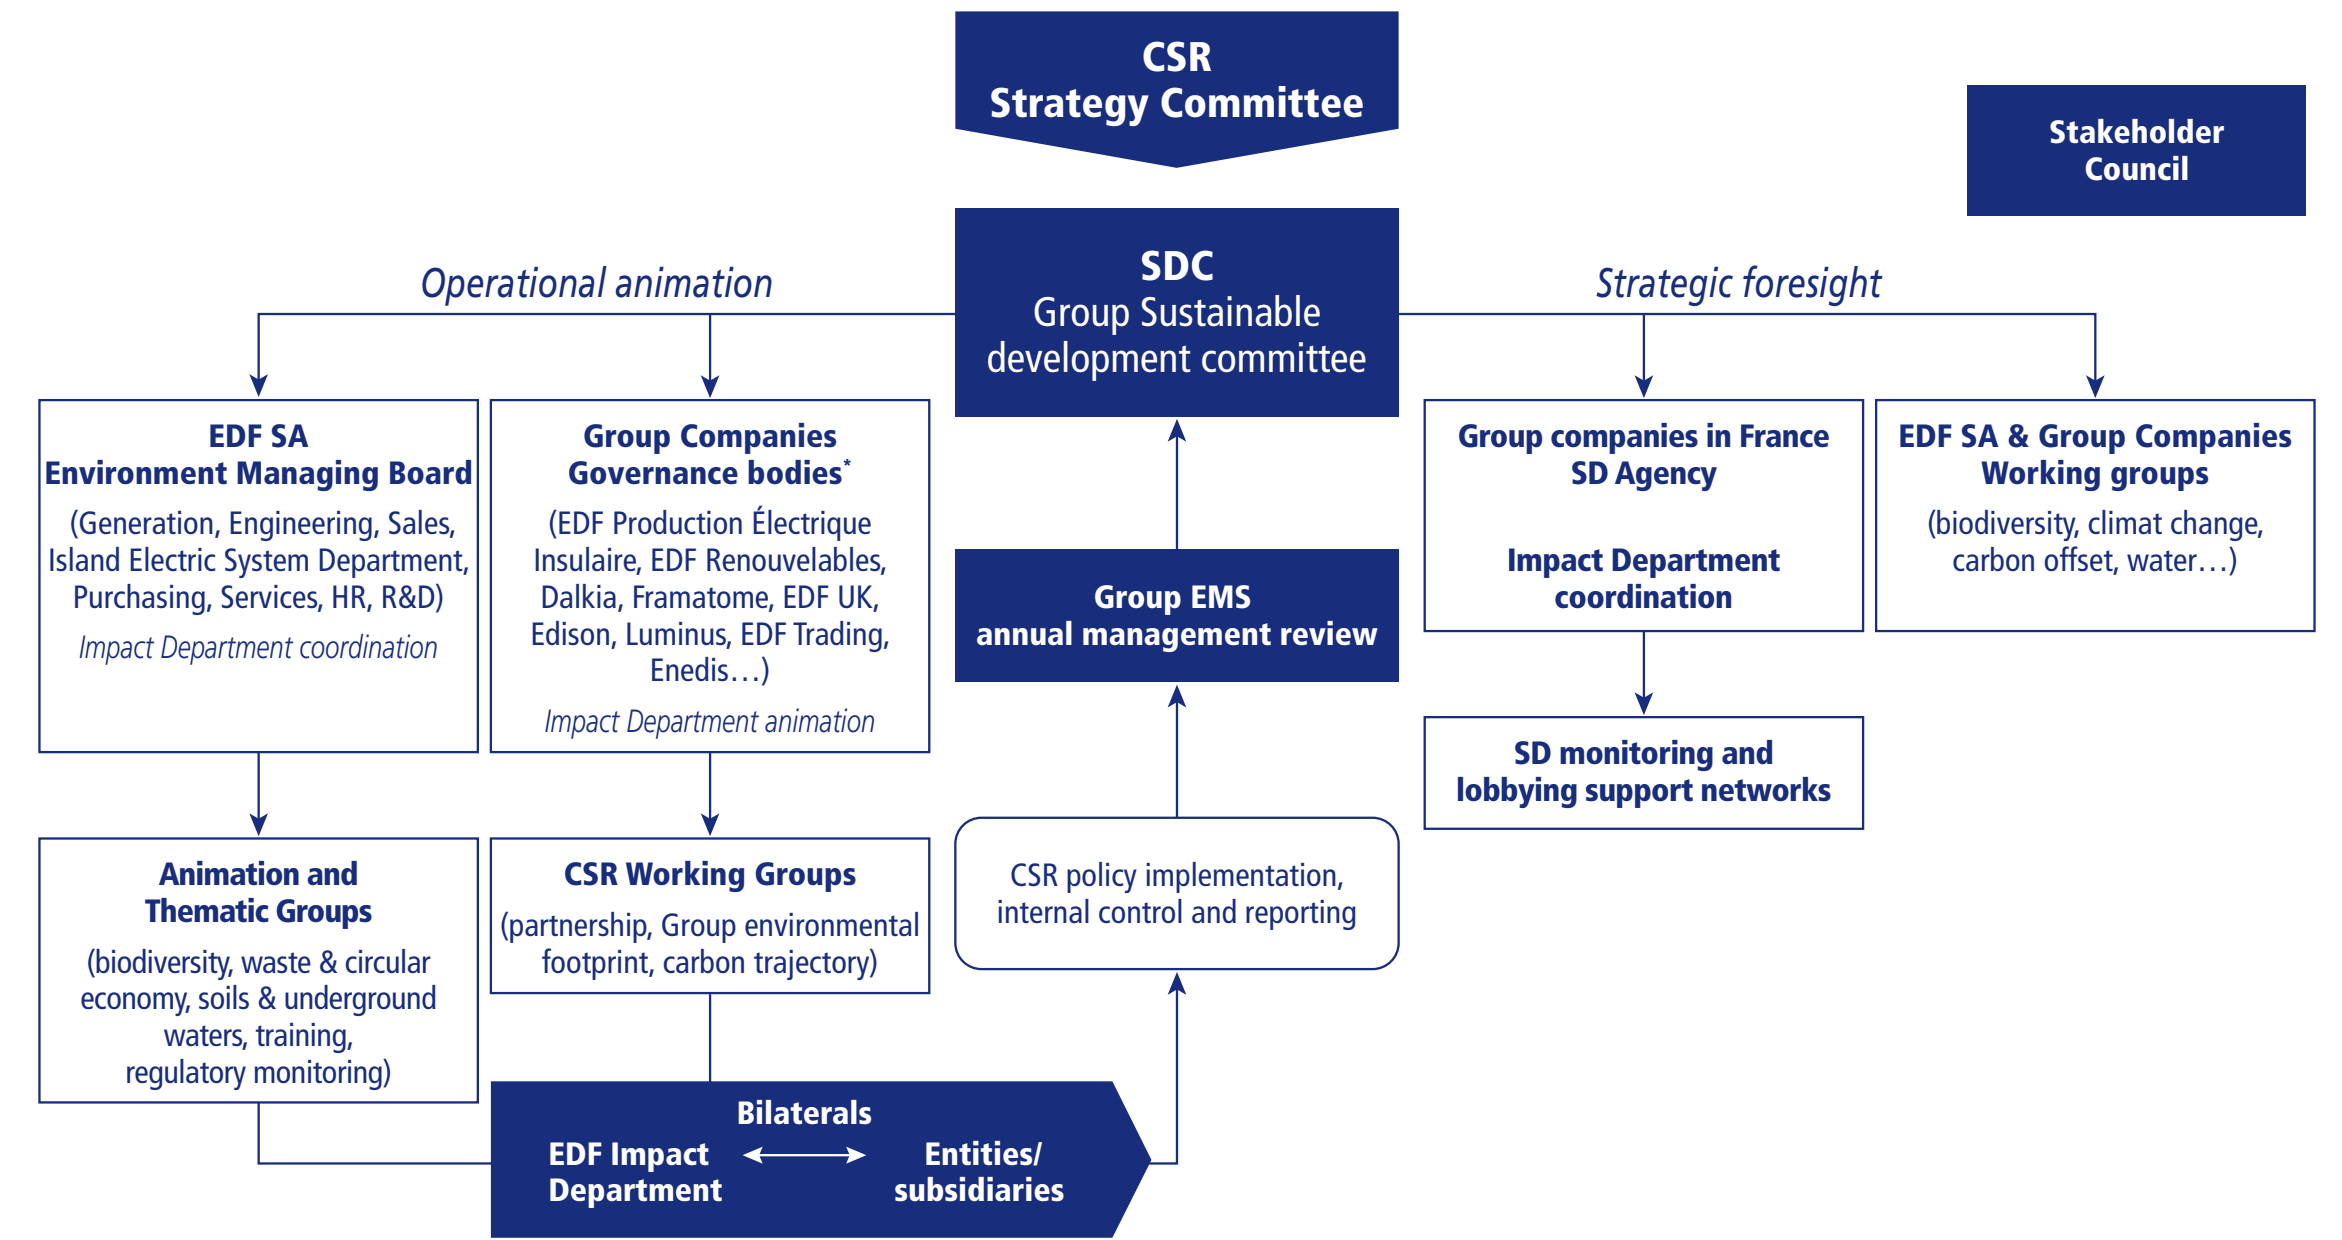 CSR
Strategy Committee
Stakeholder
Council
SDC
Group Sustainable
development committee
Operational animation
Strategic foresight
EDF SA
Environment Managing Board
(Generation, Engineering, Sales,
Island Electric System Department,
Purchasing, Services, HR, R&D)
Impact Department coordination
Group Companies
Governance bodies*
(EDF Production Électrique
Insulaire, EDF Renouvelables,
Dalkia, Framatome, EDF UK,
Edison, Luminus, EDF Trading,
Enedis…)
Impact Department animation
Group EMS
annual management review
Group companies in France
SD Agency
Impact Department
coordination
EDF SA & Group Companies
Working groups
(biodiversity, climat change,
carbon offset, water…)
SD monitoring and
lobbying support networks
Animation and
Thematic Groups
(biodiversity, waste & circular
economy, soils & underground
waters, training,
regulatory monitoring)
CSR Working Groups
(partnership, Group environmental
footprint, carbon trajectory)
CSR policy implementation,
internal control and reporting
Bilaterals
EDF Impact
Department
Entities/
subsidiaries